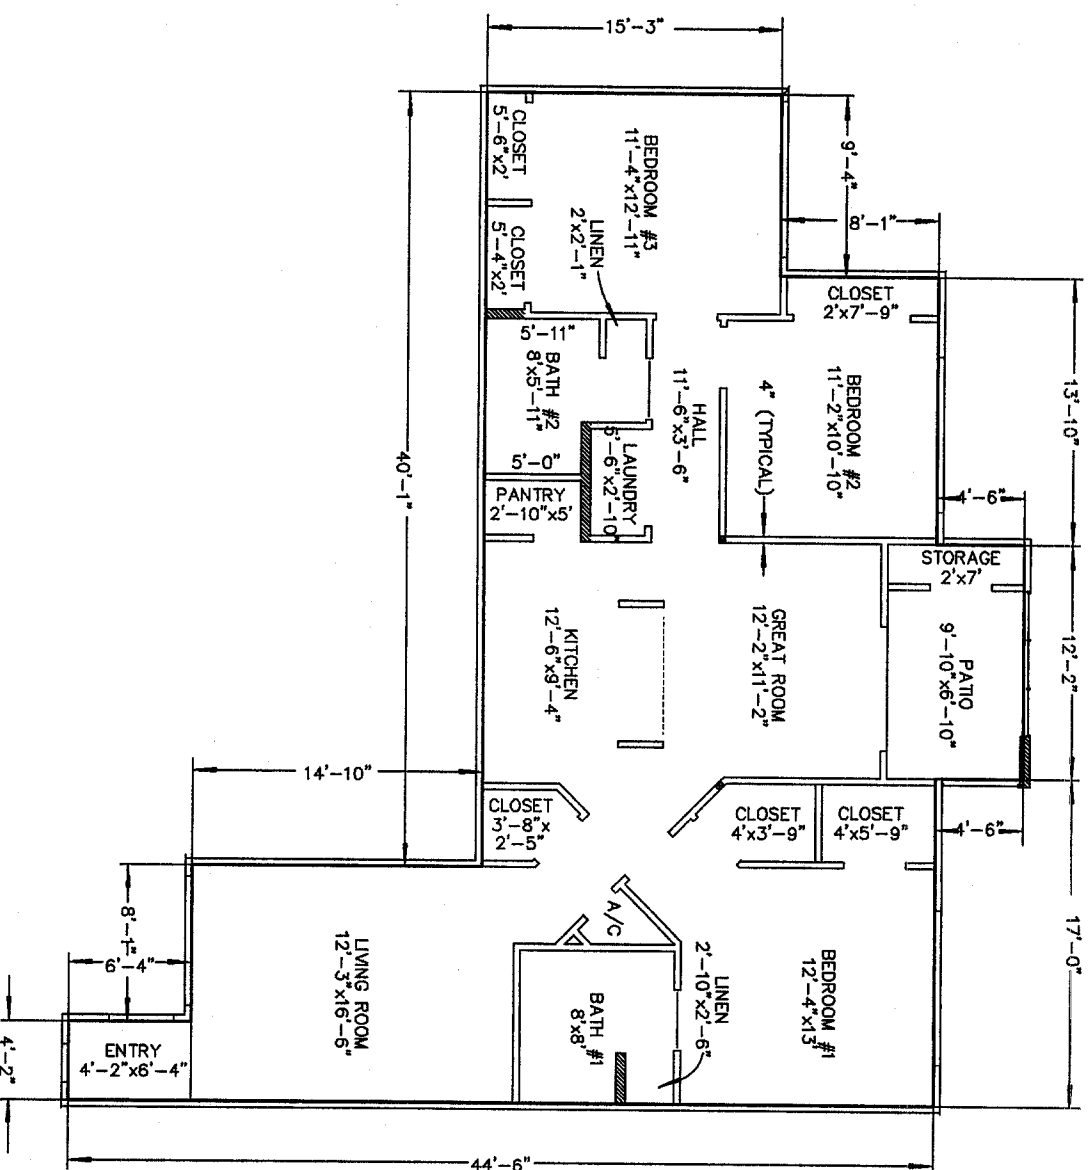 15'-3"
9'-4"
8'-1"
BEDROOM #3
11'-4"x12'-11"
CLOSET
5'-6"x2'
CLOSET
5'-4"x2'
LINEN
2'x2'-1"
CLOSET
2'x7'-9"
13'-10"
5'-11"
BATH #2
8'x5'-11"
5'-0"
HALL
11'-6"x3'-6"
4" (TYPICAL)
BEDROOM #2
11'-2"x10'-10"
LAUNDRY
5'-6"x2'-10"
PANTRY
2'-10"x5'
40'-1"
4'-6"
STORAGE
2'x7'
12'-2"
PATIO
9'-10"x6'-10"
GREAT ROOM
12'-2"x11'-2"
KITCHEN
12'-6"x9'-4"
14'-10"
CLOSET
3'-8"x
2'-5"
CLOSET
4'x3'-9"
CLOSET
4'x5'-9"
4'-6"
17'-0"
A/C
8'-1"
6'-4"
LIVING ROOM
12'-3"x16'-6"
BATH #1
8'x8'
LINEN
2'-10"x2'-6"
BEDROOM #1
12'-4"x13'
ENTRY
4'-2"x6'-4"
4'-2"
44'-6"